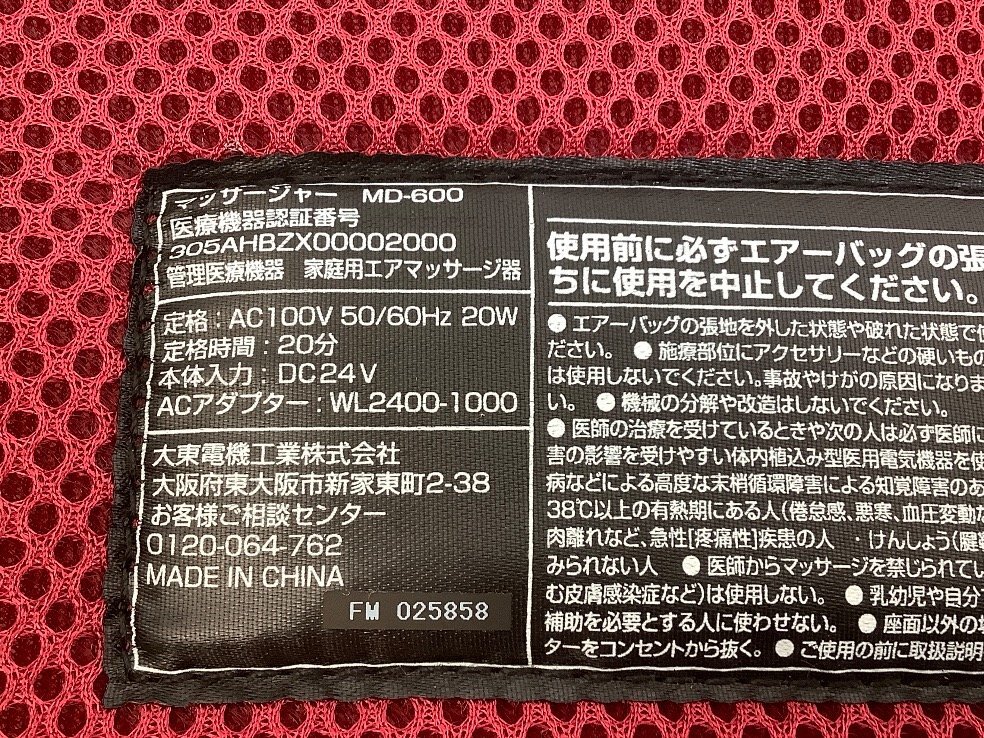 マッサージャー MD-600
医療機器認証番号
305AHBZX00002000
管理医療機器 家庭用エアマッサージ器
定格：AC100V 50/60Hz 20W
定格時間：20分
本体入力：DC24V
ACアダプター：WL2400-1000
大東電機工業株式会社
大阪府東大阪市新家東町2-38
お客様ご相談センター
0120-064-762
MADE IN CHINA
FM 025858
使用前に必ずエアーバッグの張
ちに使用を中止してください。
● エアーバッグの張地を外した状態や破れた状態で使
ださい。 ● 施療部位にアクセサリーなどの硬いもの
は使用しないでください。事故やけがの原因になりま
い。 ● 機械の分解や改造はしないでください。
● 医師の治療を受けているときや次の人は必ず医師に
害の影響を受けやすい体内植込み型医用電気機器を使
病などによる高度な末梢循環障害による知覚障害のあ
38℃以上の有熱期にある人（倦怠感、悪寒、血圧変動な
肉離れなど、急性[疼痛性]疾患の人 ・けんしょう（腱鞘
みられない人 ● 医師からマッサージを禁じられてい
む皮膚感染症など）は使用しない。 ● 乳幼児や自分で
補助を必要とする人に使わせない。 ● 座面以外の場
ターをコンセントから抜く。 ● ご使用の前に取扱説明